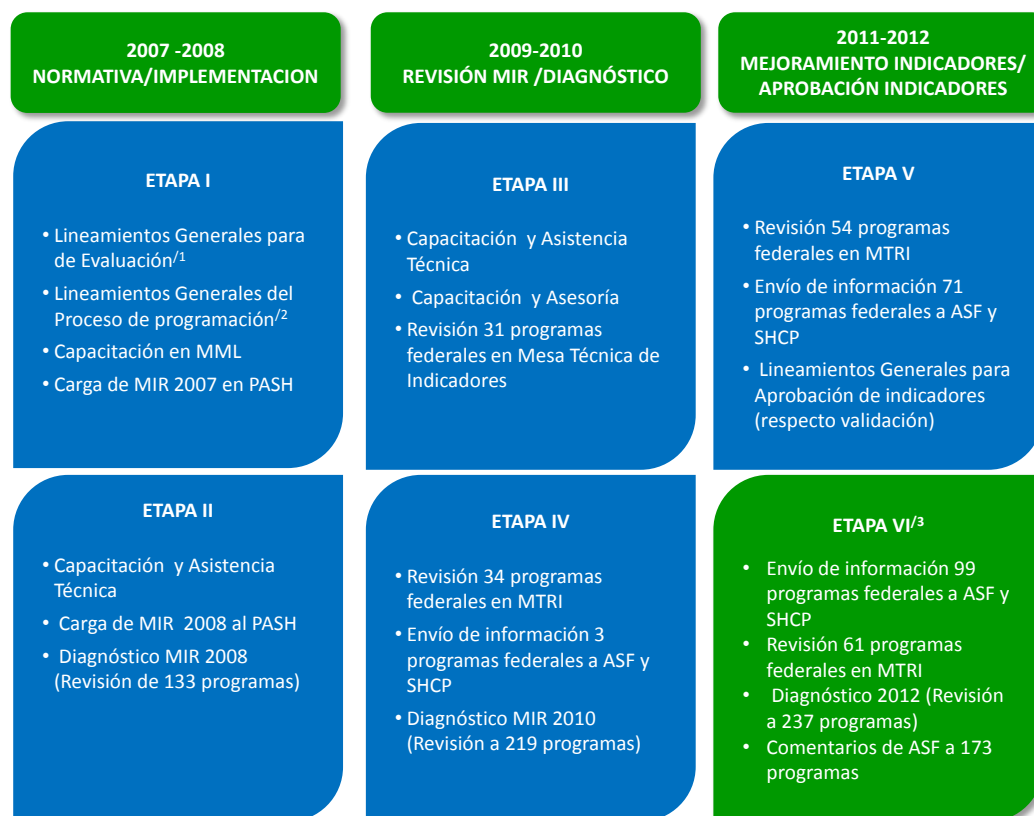 2007 -2008
NORMATIVA/IMPLEMENTACION
2009-2010
REVISIÓN MIR /DIAGNÓSTICO
2011-2012
MEJORAMIENTO INDICADORES/
APROBACIÓN INDICADORES
ETAPA I
• Lineamientos Generales para
de Evaluación/1
• Lineamientos Generales del
Proceso de programación/2
• Capacitación en MML
• Carga de MIR 2007 en PASH
ETAPA II
• Capacitación y Asistencia
Técnica
• Carga de MIR 2008 al PASH
• Diagnóstico MIR 2008
(Revisión de 133 programas)
ETAPA III
• Capacitación y Asistencia
Técnica
• Capacitación y Asesoría
• Revisión 31 programas
federales en Mesa Técnica de
Indicadores
ETAPA IV
• Revisión 34 programas
federales en MTRI
• Envío de información 3
programas federales a ASF y
SHCP
• Diagnóstico MIR 2010
(Revisión a 219 programas)
ETAPA V
• Revisión 54 programas
federales en MTRI
• Envío de información 71
programas federales a ASF y
SHCP
• Lineamientos Generales para
Aprobación de indicadores
(respecto validación)
ETAPA VI/3
• Envío de información 99
programas federales a ASF y
SHCP
• Revisión 61 programas
federales en MTRI
• Diagnóstico 2012 (Revisión
a 237 programas)
• Comentarios de ASF a 173
programas